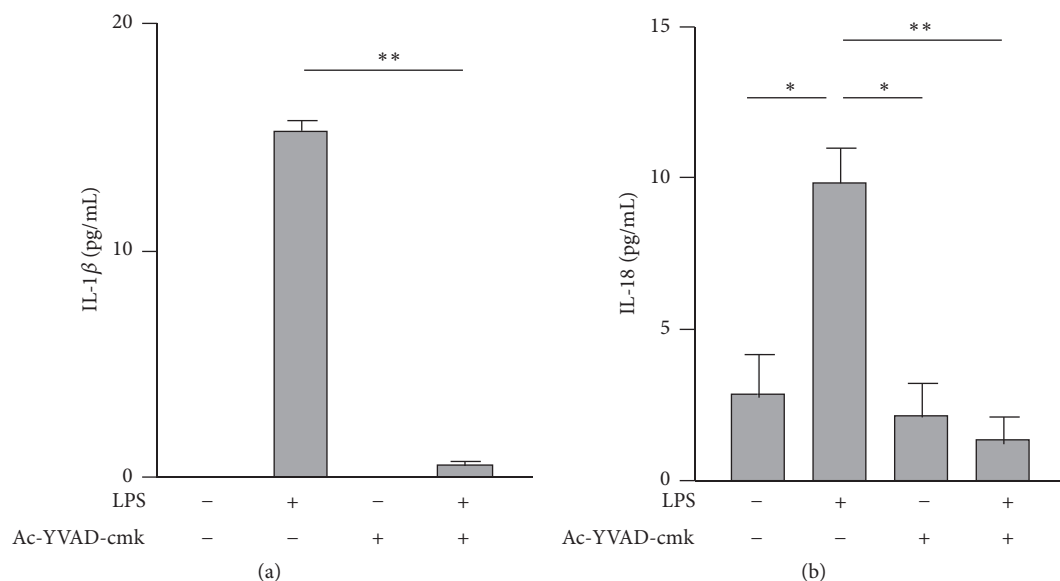 20
10
0
IL-1β (pg/mL)
**
LPS − + − +
Ac-YVAD-cmk − − + +
(a)
15
10
5
0
IL-18 (pg/mL)
**
* *
LPS − + − +
Ac-YVAD-cmk − − + +
(b)